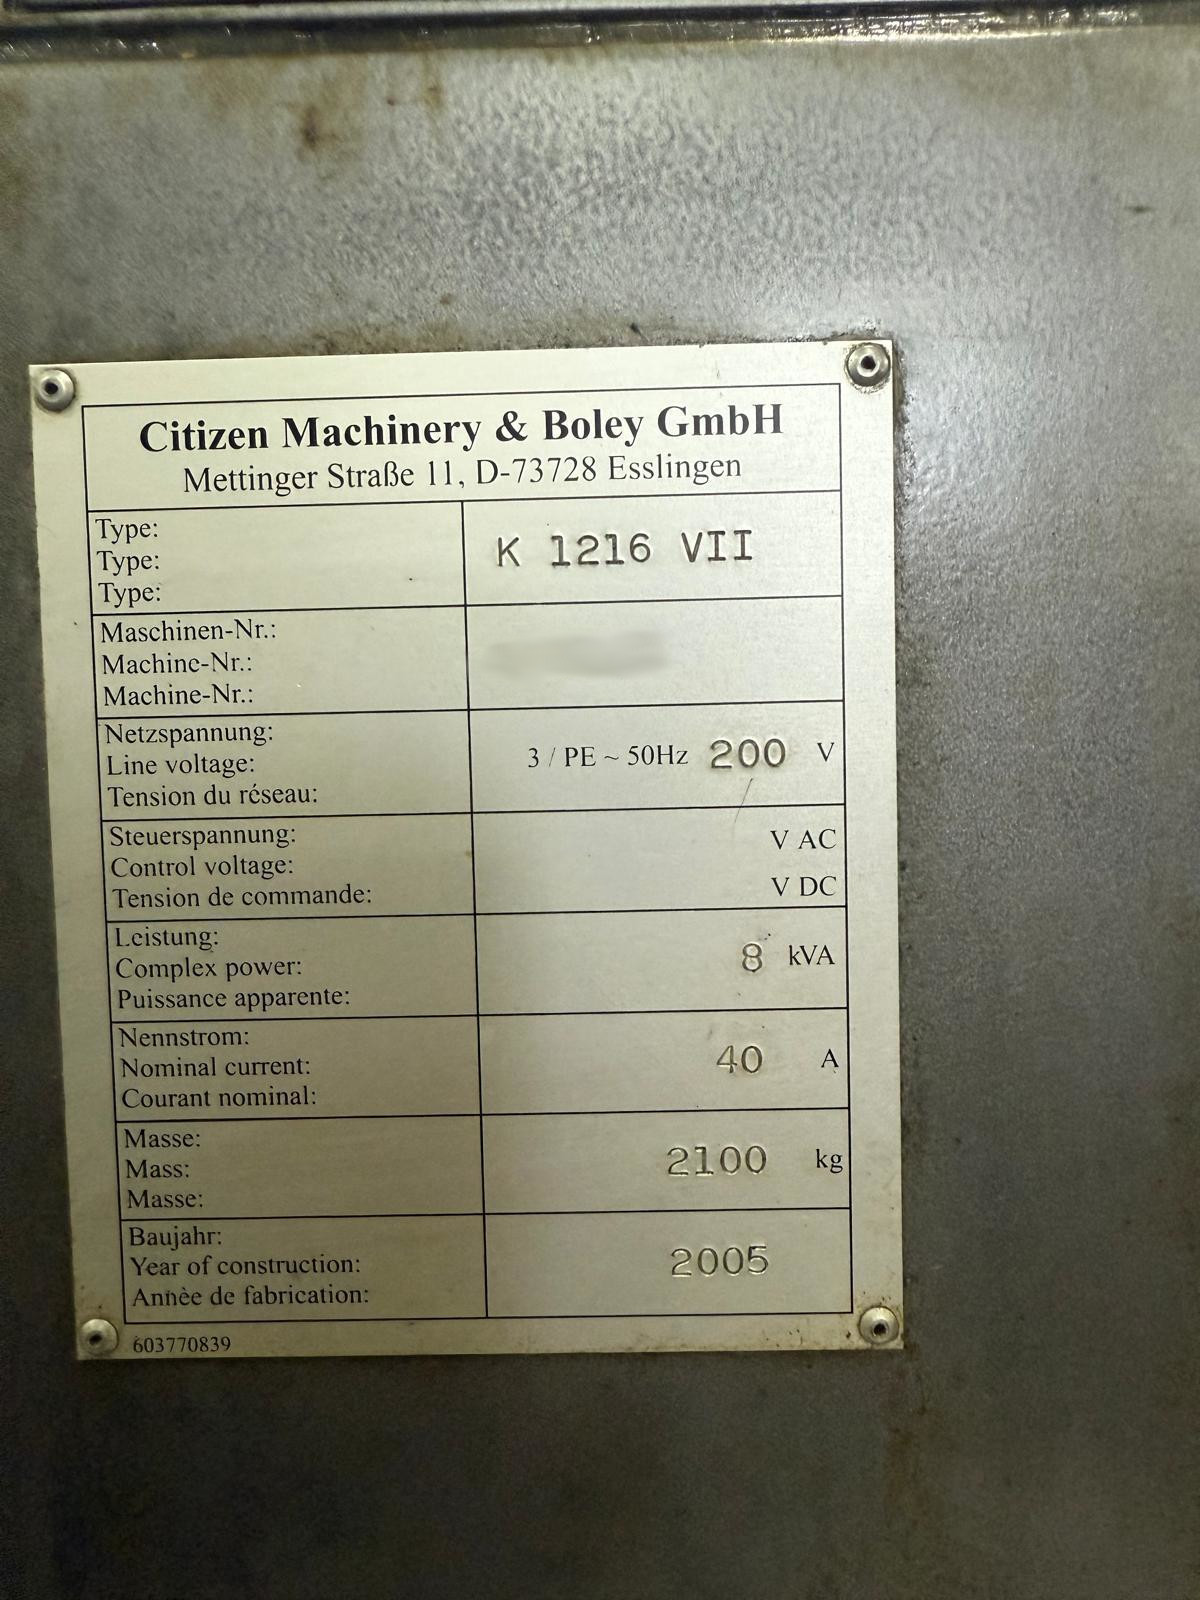 Citizen Machinery & Boley GmbH
Mettinger Straße 11, D-73728 Esslingen
Type:
Type:
Type:
K 1216 VII
Maschinen-Nr.:
Machine-Nr.:
Machine-Nr.:
Netzspannung:
Line voltage:
Tension du réseau:
3 / PE ~ 50Hz 200 V
Steuerspannung:
Control voltage:
Tension de commande:
V AC
V DC
Leistung:
Complex power:
Puissance apparente:
8 kVA
Nennstrom:
Nominal current:
Courant nominal:
40 A
Masse:
Mass:
Masse:
2100 kg
Baujahr:
Year of construction:
Annèe de fabrication:
2005
603770839